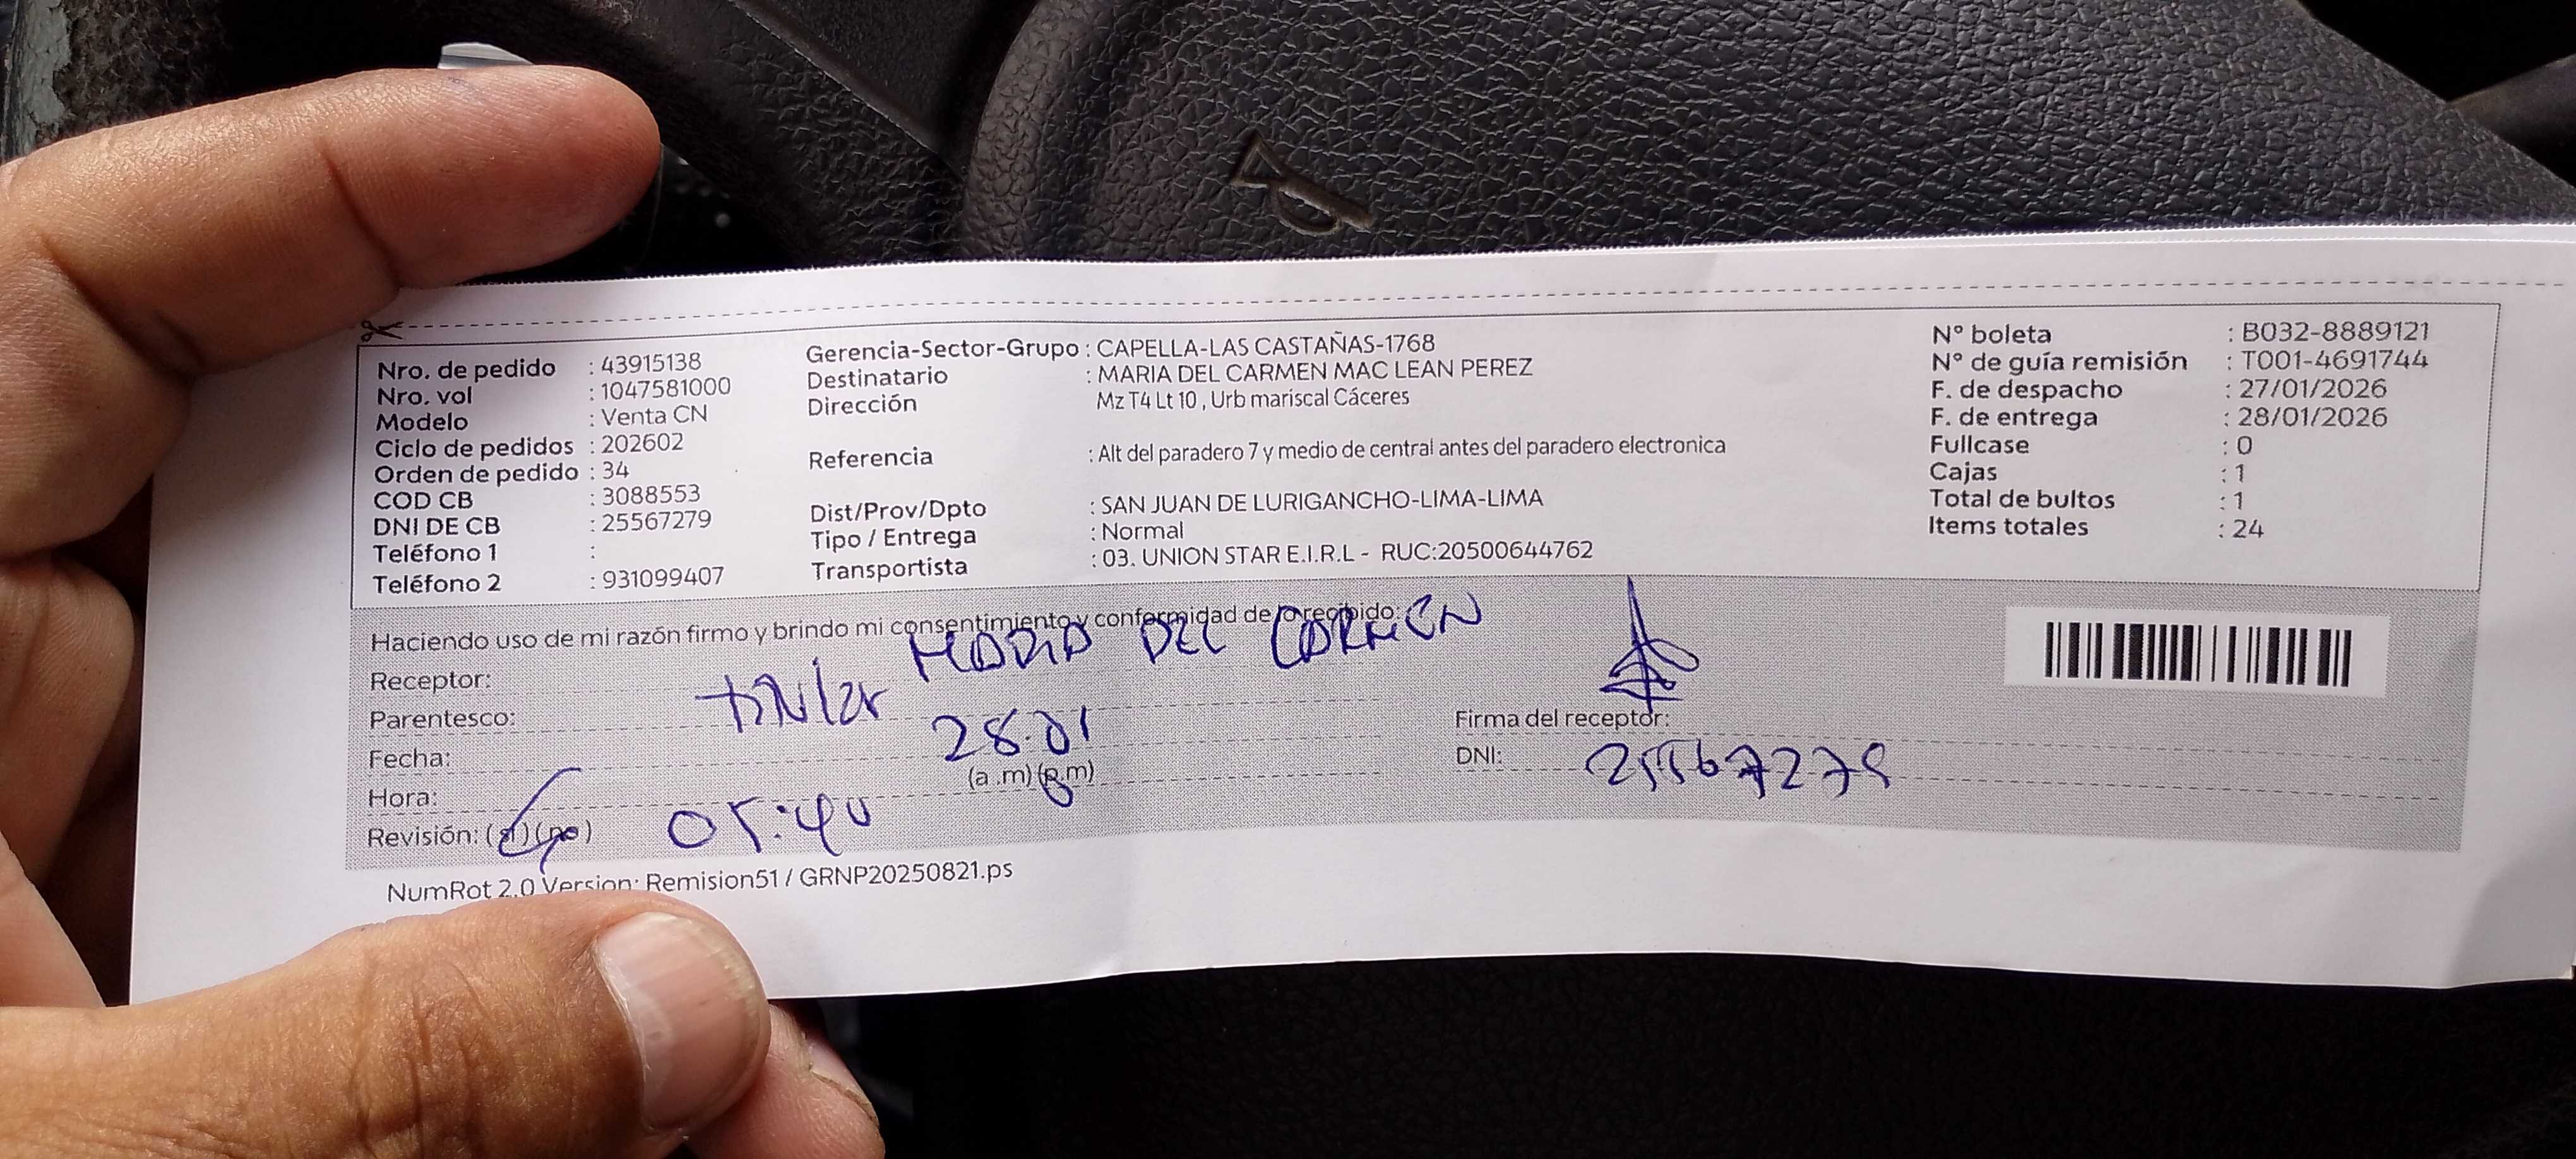 Nro. de pedido : 43915138
Nro. vol : 1047581000
Modelo : Venta CN
Ciclo de pedidos : 202602
Orden de pedido : 34
COD CB : 3088553
DNI DE CB : 25567279
Teléfono 1 :
Teléfono 2 : 931099407
Gerencia-Sector-Grupo : CAPELLA-LAS CASTAÑAS-1768
Destinatario : MARIA DEL CARMEN MAC LEAN PEREZ
Dirección Mz T4 Lt 10 , Urb mariscal Cáceres
Referencia : Alt del paradero 7 y medio de central antes del paradero electronica
Dist/Prov/Dpto : SAN JUAN DE LURIGANCHO-LIMA-LIMA
Tipo / Entrega : Normal
Transportista : 03. UNION STAR E.I.R.L - RUC:20500644762
N° boleta : B032-8889121
N° de guía remisión : T001-4691744
F. de despacho : 27/01/2026
F. de entrega : 28/01/2026
Fullcase : 0
Cajas : 1
Total de bultos : 1
Items totales : 24
Haciendo uso de mi razón firmo y brindo mi consentimiento y conformidad de lo recibido:
Receptor: MARIA DEL CARMEN
Parentesco: titular
Fecha: 28.01
Hora: 05:40 (a.m) (p.m)
Revisión: (si) (no)
Firma del receptor:
DNI: 25567279
NumRot 2.0 Version: Remision51 / GRNP20250821.ps